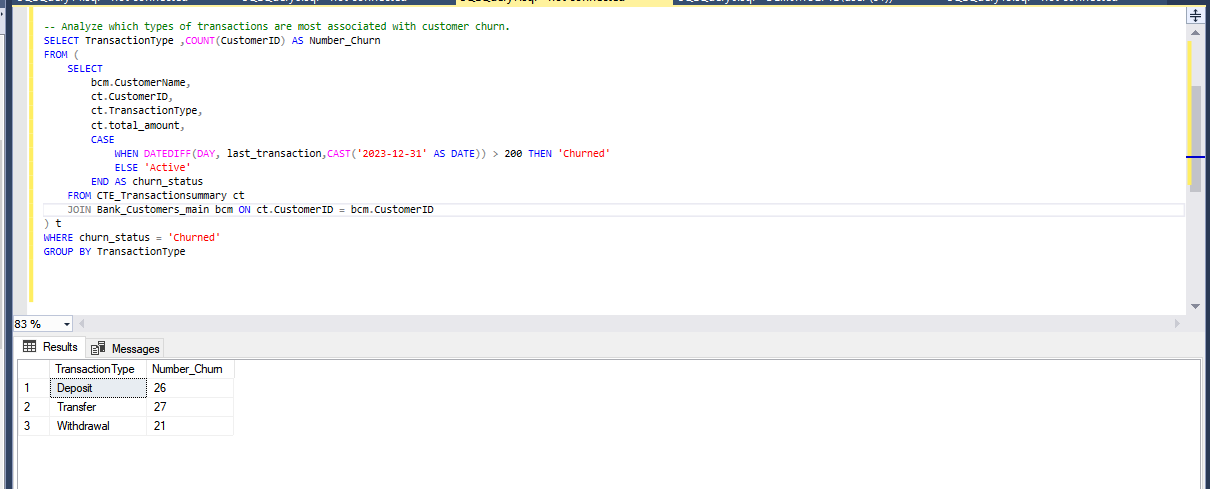 -- Analyze which types of transactions are most associated with customer churn.
SELECT TransactionType ,COUNT(CustomerID) AS Number_Churn
FROM (
SELECT
bcm.CustomerName,
ct.CustomerID,
ct.TransactionType,
ct.total_amount,
CASE
WHEN DATEDIFF(DAY, last_transaction,CAST('2023-12-31' AS DATE)) > 200 THEN 'Churned'
ELSE 'Active'
END AS churn_status
FROM CTE_Transactionsummary ct
JOIN Bank_Customers_main bcm ON ct.CustomerID = bcm.CustomerID
) t
WHERE churn_status = 'Churned'
GROUP BY TransactionType
83 %
Results Messages
TransactionType Number_Churn
1 Deposit 26
2 Transfer 27
3 Withdrawal 21